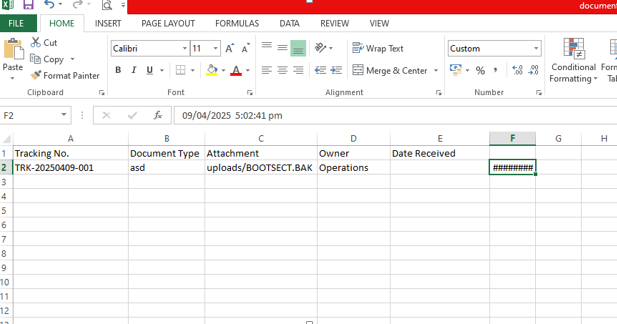 document
FILE HOME INSERT PAGE LAYOUT FORMULAS DATA REVIEW VIEW
Cut
Copy
Format Painter
Paste
Clipboard
Calibri 11 A A
B I U A
Font
Wrap Text
Merge & Center
Alignment
Custom
% ,
Number
Conditional
Formatting
F2 fx 09/04/2025 5:02:41 pm
A B C D E F G H
1 Tracking No. Document Type Attachment Owner Date Received
2 TRK-20250409-001 asd uploads/BOOTSECT.BAK Operations ########
3
4
5
6
7
8
9
10
11
12